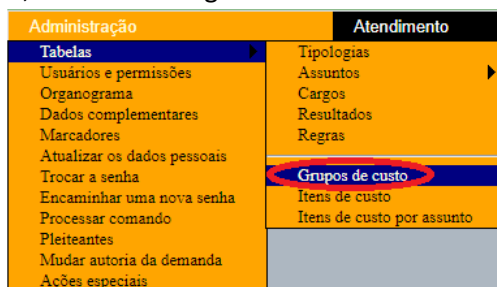 Administração
Atendimento
Tabelas
Usuários e permissões
Organograma
Dados complementares
Marcadores
Atualizar os dados pessoais
Trocar a senha
Encaminhar uma nova senha
Processar comando
Pleiteantes
Mudar autoria da demanda
Ações especiais
Tipologias
Assuntos
Cargos
Resultados
Regras
Grupos de custo
Itens de custo
Itens de custo por assunto